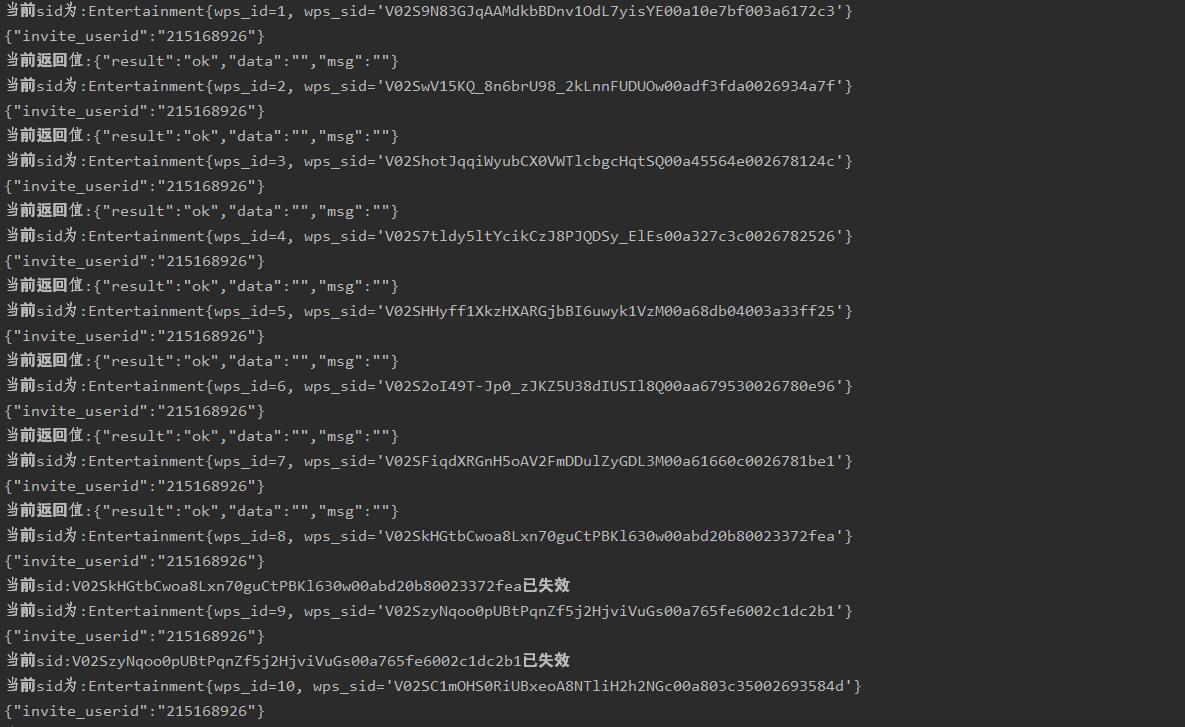 当前sid为:Entertainment{wps_id=1, wps_sid='V02S9N83GJqAAMdkbBDnv1OdL7yisYE00a10e7bf003a6172c3'}
{"invite_userid":"215168926"}
当前返回值:{"result":"ok","data":"","msg":""}
当前sid为:Entertainment{wps_id=2, wps_sid='V02SwV15KQ_8n6brU98_2kLnnFUDUOw00adf3fda0026934a7f'}
{"invite_userid":"215168926"}
当前返回值:{"result":"ok","data":"","msg":""}
当前sid为:Entertainment{wps_id=3, wps_sid='V02ShotJqqiWyubCX0VWTlcbgcHqtSQ00a45564e002678124c'}
{"invite_userid":"215168926"}
当前返回值:{"result":"ok","data":"","msg":""}
当前sid为:Entertainment{wps_id=4, wps_sid='V02S7tldy5ltYcikCzJ8PJQDSy_ElEs00a327c3c0026782526'}
{"invite_userid":"215168926"}
当前返回值:{"result":"ok","data":"","msg":""}
当前sid为:Entertainment{wps_id=5, wps_sid='V02SHHyff1XkzHXARGjbBI6uwyk1VzM00a68db04003a33ff25'}
{"invite_userid":"215168926"}
当前返回值:{"result":"ok","data":"","msg":""}
当前sid为:Entertainment{wps_id=6, wps_sid='V02S2oI49T-Jp0_zJKZ5U38dIUSIl8Q00aa679530026780e96'}
{"invite_userid":"215168926"}
当前返回值:{"result":"ok","data":"","msg":""}
当前sid为:Entertainment{wps_id=7, wps_sid='V02SFiqdXRGnH5oAV2FmDDulZyGDL3M00a61660c0026781be1'}
{"invite_userid":"215168926"}
当前返回值:{"result":"ok","data":"","msg":""}
当前sid为:Entertainment{wps_id=8, wps_sid='V02SkHGtbCwoa8Lxn70guCtPBKl630w00abd20b80023372fea'}
{"invite_userid":"215168926"}
当前sid:V02SkHGtbCwoa8Lxn70guCtPBKl630w00abd20b80023372fea已失效
当前sid为:Entertainment{wps_id=9, wps_sid='V02SzyNqoo0pUBtPqnZf5j2HjviVuGs00a765fe6002c1dc2b1'}
{"invite_userid":"215168926"}
当前sid:V02SzyNqoo0pUBtPqnZf5j2HjviVuGs00a765fe6002c1dc2b1已失效
当前sid为:Entertainment{wps_id=10, wps_sid='V02SC1mOHS0RiUBxeoA8NTliH2h2NGc00a803c35002693584d'}
{"invite_userid":"215168926"}